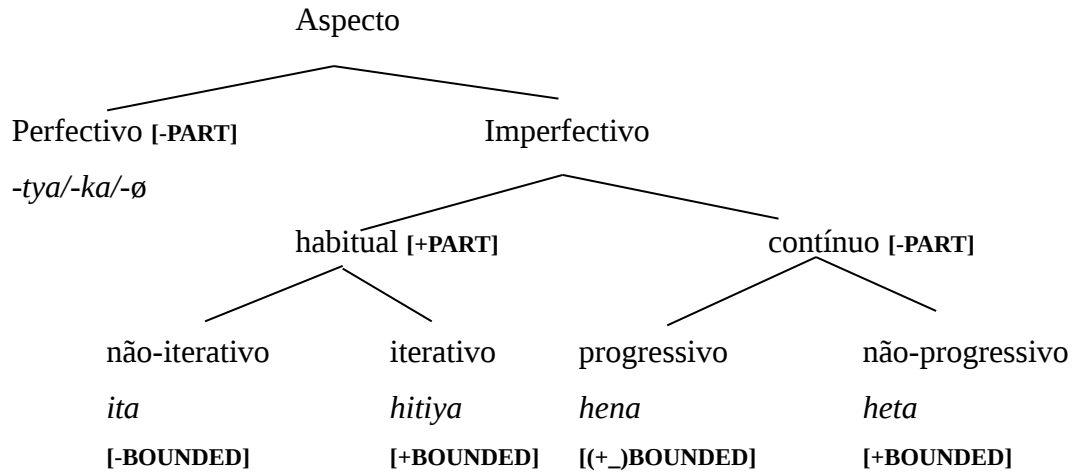 Aspecto
Perfectivo [-PART] Imperfectivo
-tya/-ka/-ø
habitual [+PART] contínuo [-PART]
não-iterativo iterativo progressivo não-progressivo
ita hitiya hena heta
[-BOUNDED] [+BOUNDED] [(+_)BOUNDED] [+BOUNDED]